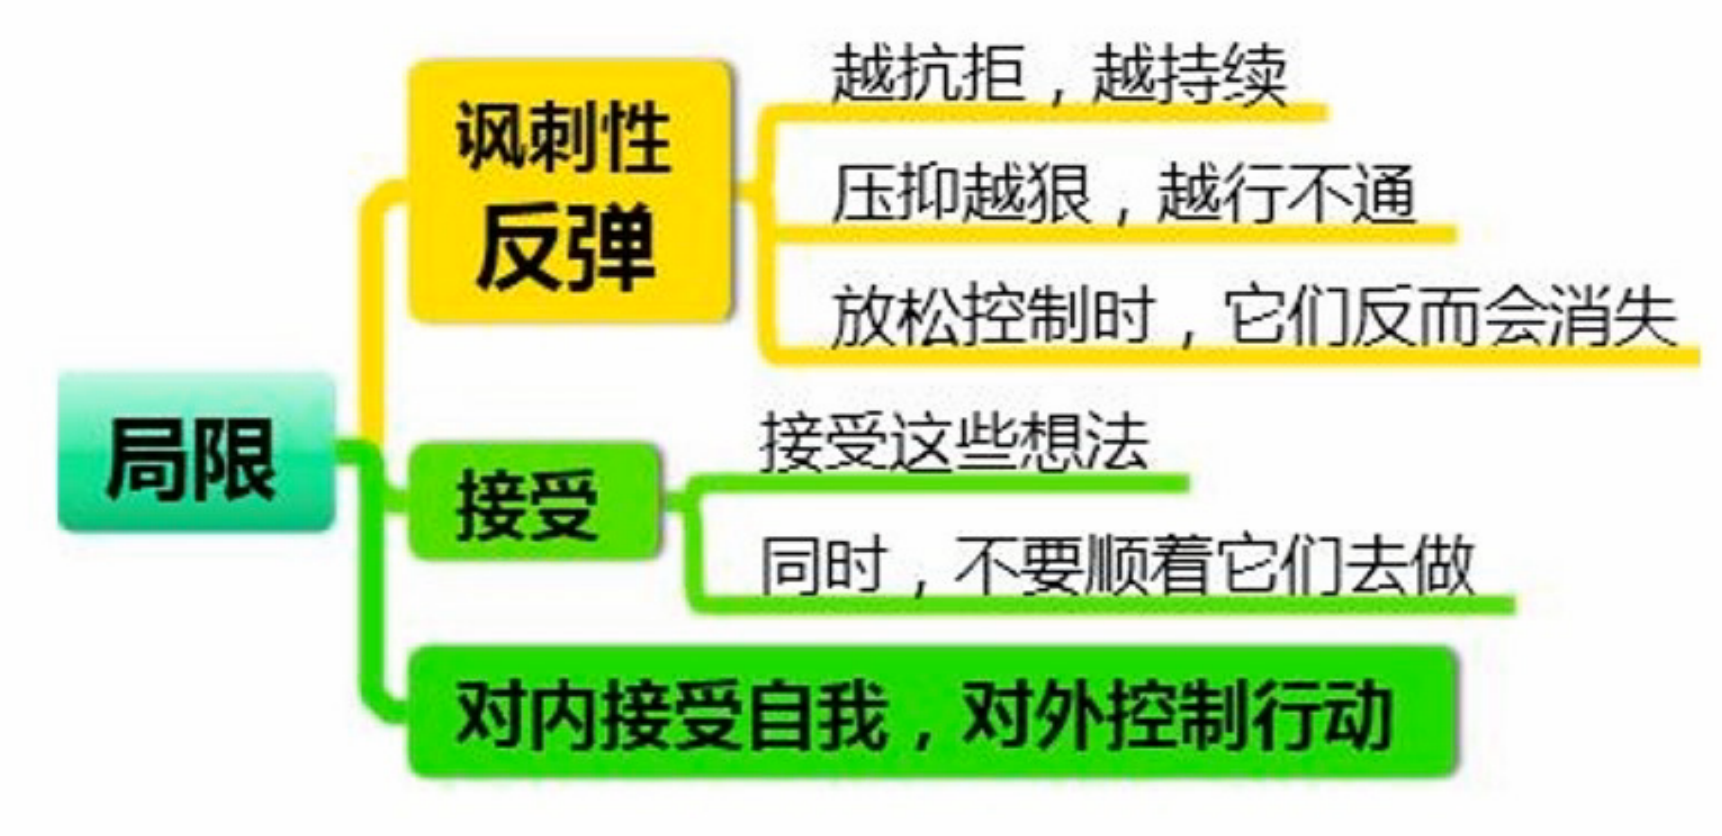 讽刺性
反弹
越抗拒，越持续
压抑越狠，越行不通
放松控制时，它们反而会消失
局限
接受
接受这些想法
同时，不要顺着它们去做
对内接受自我，对外控制行动